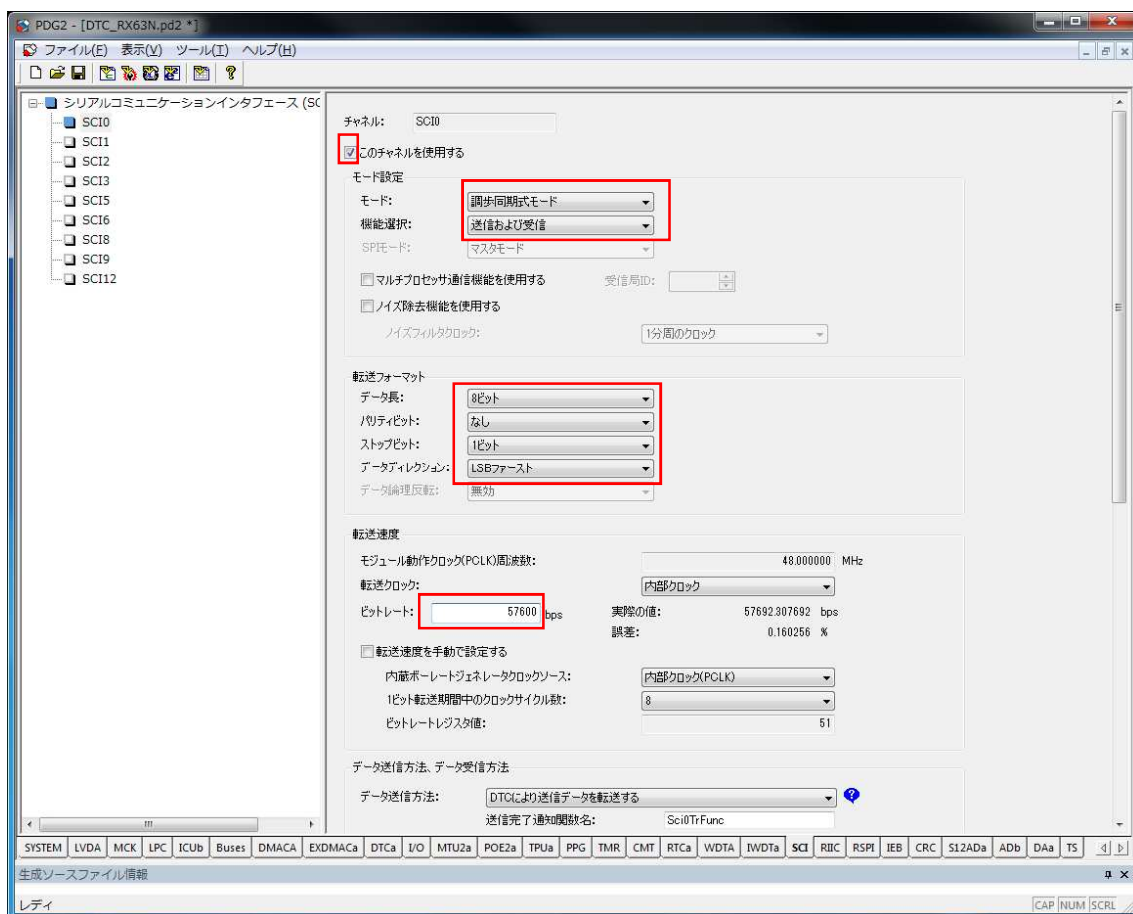 PDG2 - [DTC_RX63N.pd2 *]
ファイル(F) 表示(V) ツール(T) ヘルプ(H)
シリアルコミュニケーションインタフェース (SC
SCI0
SCI1
SCI2
SCI3
SCI5
SCI6
SCI8
SCI9
SCI12
チャネル: SCI0
このチャネルを使用する
モード設定
モード: 調歩同期式モード
機能選択: 送信および受信
SPIモード: マスタモード
マルチプロセッサ通信機能を使用する 受信局ID:
ノイズ除去機能を使用する
ノイズフィルタクロック: 1分周のクロック
転送フォーマット
データ長: 8ビット
パリティビット: なし
ストップビット: 1ビット
データディレクション: LSBファースト
データ論理反転: 無効
転送速度
モジュール動作クロック(PCLK)周波数: 48.000000 MHz
転送クロック: 内部クロック
ビットレート: 57600 bps 実際の値: 57692.307692 bps
誤差: 0.160256 %
転送速度を手動で設定する
内蔵ボーレートジェネレータクロックソース: 内部クロック(PCLK)
1ビット転送期間中のクロックサイクル数: 8
ビットレートレジスタ値: 51
データ送信方法、データ受信方法
データ送信方法: DTCにより送信データを転送する
送信完了通知関数名: Sci0TrFunc
SYSTEM LVDA MCK LPC ICUb Buses DMACA EXDMACa DTCa I/O MTU2a POE2a TPUa PPG TMR CMT RTCa WDTA IWDTa SCI RIIC RSPI IEB CRC S12ADa ADb DAa TS
生成ソースファイル情報
レディ CAP NUM SCRL